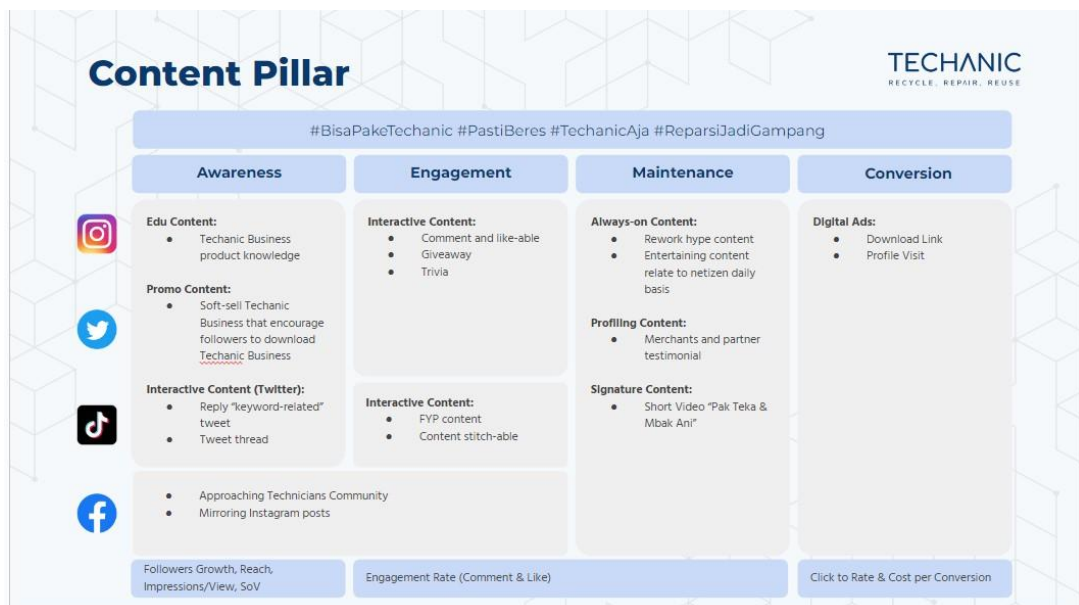 Content Pillar
TECHANIC
RECYCLE, REPAIR, REUSE
#BisaPakeTechanic #PastiBeres #TechanicAja #ReparsiJadiGampang
Awareness
Engagement
Maintenance
Conversion
Edu Content:
● Techanic Business
product knowledge
Promo Content:
● Soft-sell Techanic
Business that encourage
followers to download
Techanic Business
Interactive Content (Twitter):
● Reply “keyword-related”
tweet
● Tweet thread
Interactive Content:
● Comment and like-able
● Giveaway
● Trivia
Interactive Content:
● FYP content
● Content stitch-able
● Approaching Technicians Community
● Mirroring Instagram posts
Always-on Content:
● Rework hype content
● Entertaining content
relate to netizen daily
basis
Profiling Content:
● Merchants and partner
testimonial
Signature Content:
● Short Video “Pak Teka &
Mbak Ani”
Digital Ads:
● Download Link
● Profile Visit
Followers Growth, Reach,
Impressions/View, SoV
Engagement Rate (Comment & Like)
Click to Rate & Cost per Conversion